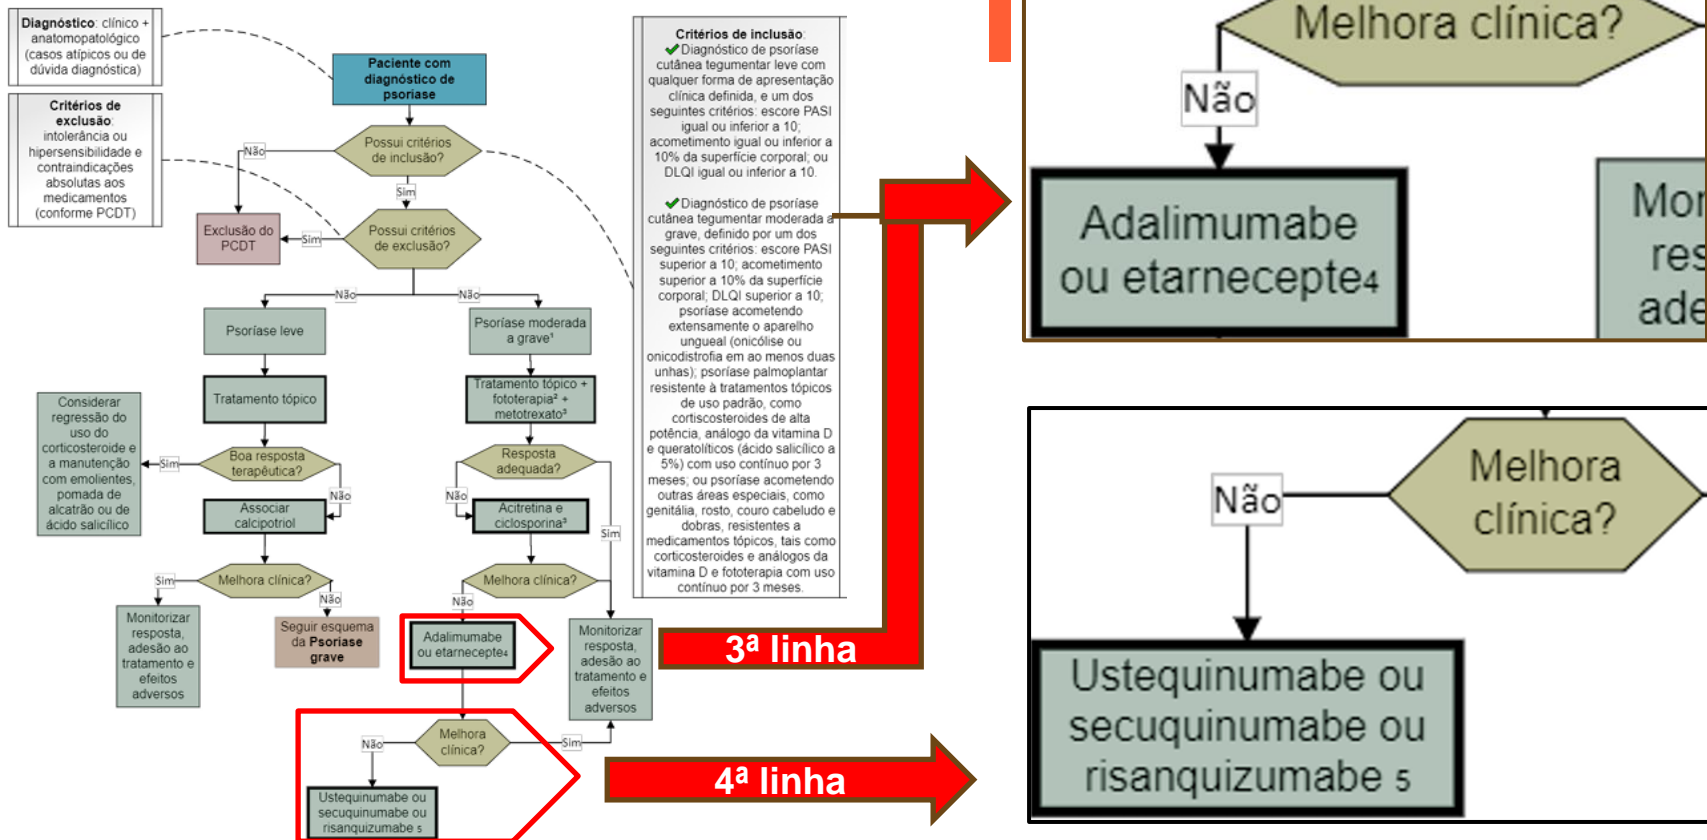 Diagnóstico: clínico +
anatomopatológico
(casos atípicos ou de
dúvida diagnóstica)
Critérios de
exclusão:
intolerância ou
hipersensibilidade e
contraindicações
absolutas aos
medicamentos
(conforme PCDT)
Paciente com
diagnóstico de
psoríase
Possui critérios
de inclusão?
Não
Sim
Exclusão do
PCDT
Sim
Possui critérios
de exclusão?
Não
Não
Psoríase leve
Psoríase moderada
a grave¹
Tratamento tópico
Tratamento tópico +
fototerapia² +
metotrexato³
Considerar
regressão do
uso do
corticosteroide e
a manutenção
com emolientes,
pomada de
alcatrão ou de
ácido salicílico
Sim
Boa resposta
terapêutica?
Não
Resposta
adequada?
Não
Sim
Associar
calcipotriol
Acitretina e
ciclosporina³
Sim
Melhora clínica?
Não
Melhora clínica?
Não
Monitorizar
resposta,
adesão ao
tratamento e
efeitos
adversos
Seguir esquema
da Psoríase
grave
Adalimumabe
ou etarnecepte4
Monitorizar
resposta,
adesão ao
tratamento e
efeitos
adversos
Não
Melhora
clínica?
Sim
Ustequinumabe ou
secuquinumabe ou
risanquizumabe 5
Critérios de inclusão:
✔Diagnóstico de psoríase
cutânea tegumentar leve com
qualquer forma de apresentação
clínica definida, e um dos
seguintes critérios: escore PASI
igual ou inferior a 10;
acometimento igual ou inferior a
10% da superfície corporal; ou
DLQI igual ou inferior a 10.
✔Diagnóstico de psoríase
cutânea tegumentar moderada a
grave, definido por um dos
seguintes critérios: escore PASI
superior a 10; acometimento
superior a 10% da superfície
corporal; DLQI superior a 10;
psoríase acometendo
extensamente o aparelho
ungueal (onicólise ou
onicodistrofia em ao menos duas
unhas); psoríase palmoplantar
resistente à tratamentos tópicos
de uso padrão, como
cortiscosteroides de alta
potência, análogo da vitamina D
e queratolíticos (ácido salicílico a
5%) com uso contínuo por 3
meses; ou psoríase acometendo
outras áreas especiais, como
genitália, rosto, couro cabeludo e
dobras, resistentes a
medicamentos tópicos, tais como
corticosteroides e análogos da
vitamina D e fototerapia com uso
contínuo por 3 meses.
3ª linha
4ª linha
Melhora clínica?
Não
Adalimumabe
ou etarnecepte4
Mor
res
ade
Melhora
clínica?
Não
Ustequinumabe ou
secuquinumabe ou
risanquizumabe 5